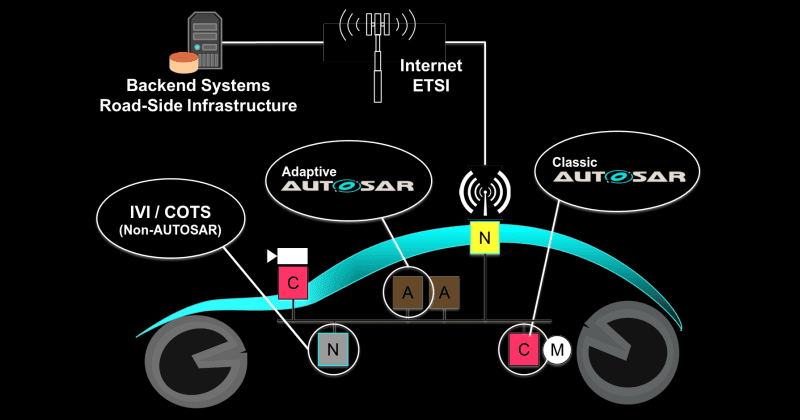 Backend Systems
Road-Side Infrastructure
Internet
ETSI
Adaptive
AUTOSAR
Classic
AUTOSAR
IVI / COTS
(Non-AUTOSAR)
N
C
A
A
N
C
M